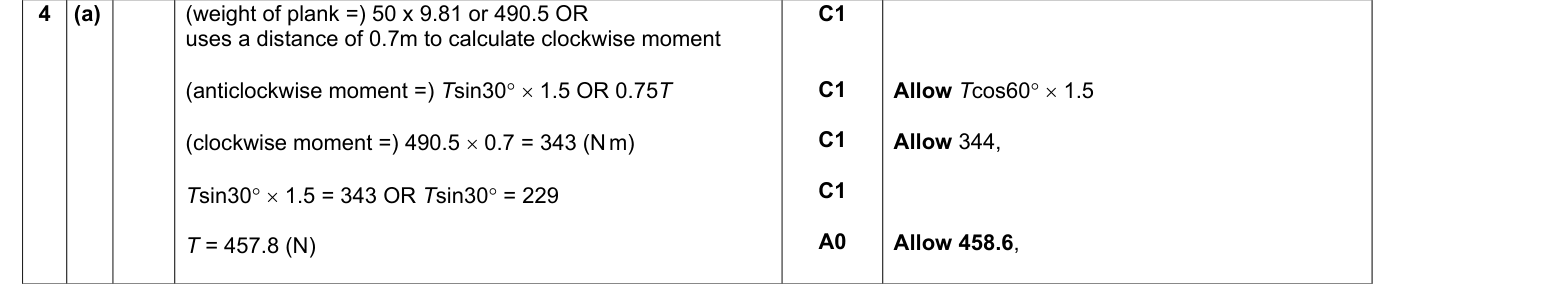 4 (a) (weight of plank =) 50 x 9.81 or 490.5 OR C1
uses a distance of 0.7m to calculate clockwise moment
(anticlockwise moment =) Tsin30° × 1.5 OR 0.75T C1 Allow Tcos60° × 1.5
(clockwise moment =) 490.5 × 0.7 = 343 (N m) C1 Allow 344,
Tsin30° × 1.5 = 343 OR Tsin30° = 229 C1
T = 457.8 (N) A0 Allow 458.6,